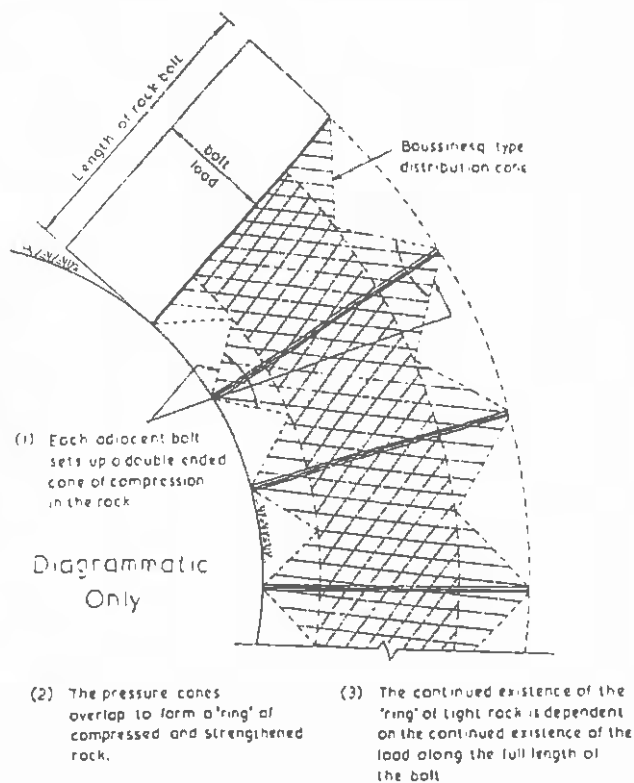 Length of rock bolt
bolt
load
Boussinesq type
distribution cone
(1) Each adjacent bolt
sets up a double ended
cone of compression
in the rock
Diagrammatic
Only
(2) The pressure cones
overlap to form a "ring" of
compressed and strengthened
rock.
(3) The continued existence of the
"ring" of tight rock is dependent
on the continued existence of the
load along the full length of
the bolt